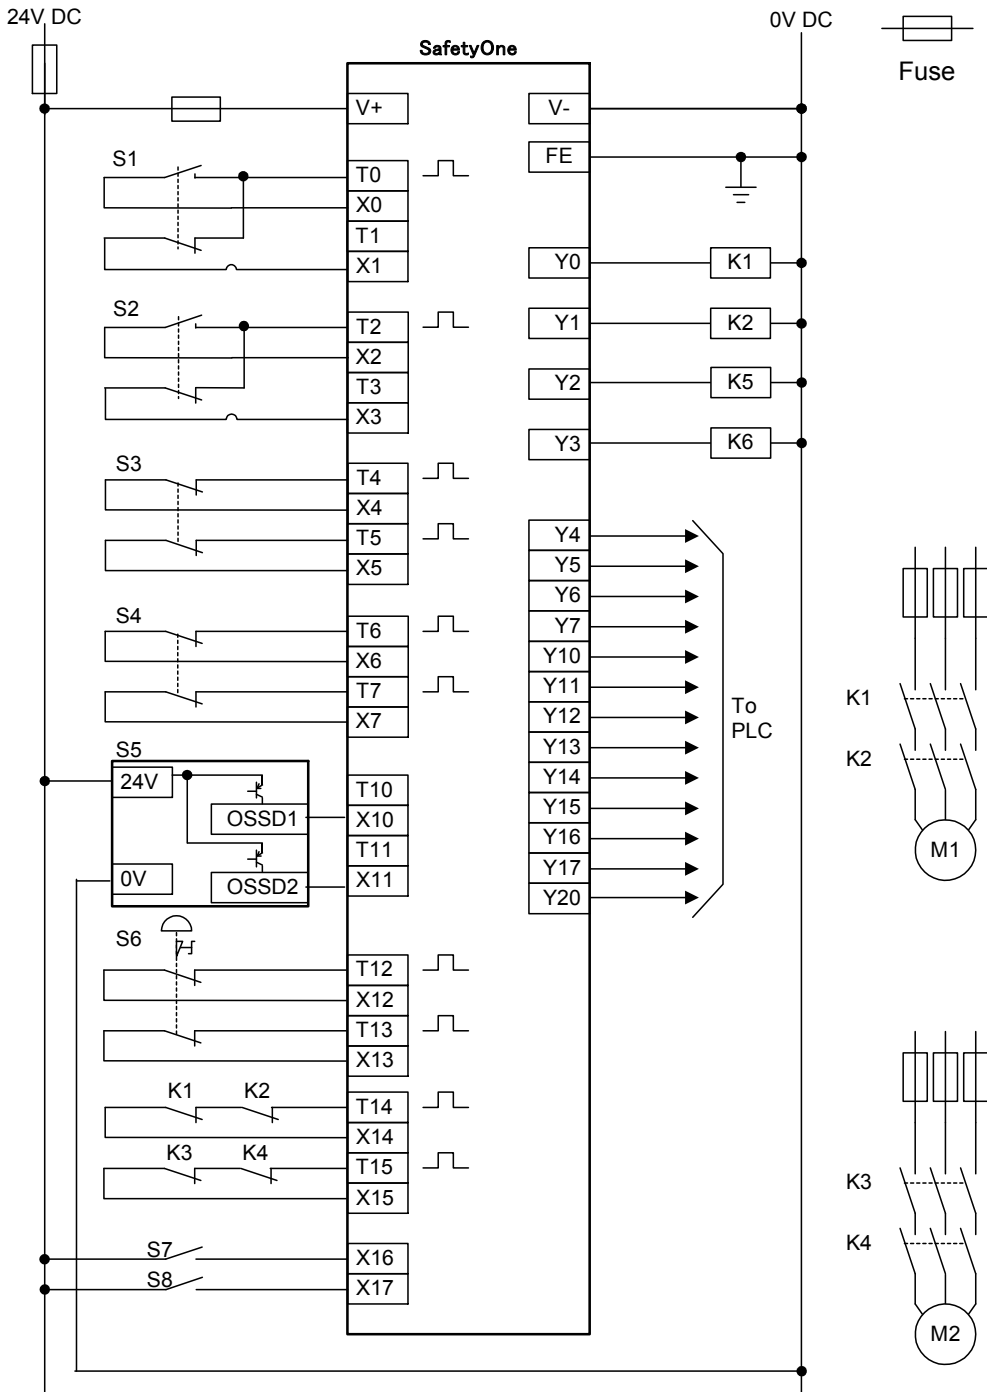 24V DC
0V DC
Fuse
SafetyOne
V+
V-
FE
S1
T0
X0
T1
X1
Y0
K1
S2
T2
X2
T3
X3
Y1
K2
Y2
K5
Y3
K6
S3
T4
X4
T5
X5
S4
T6
X6
T7
X7
Y4
Y5
Y6
Y7
Y10
Y11
Y12
Y13
Y14
Y15
Y16
Y17
Y20
To
PLC
K1
K2
M1
S5
24V
OSSD1
0V
OSSD2
T10
X10
T11
X11
S6
T12
X12
T13
X13
K1
K2
T14
X14
K3
K4
T15
X15
S7
X16
S8
X17
K3
K4
M2